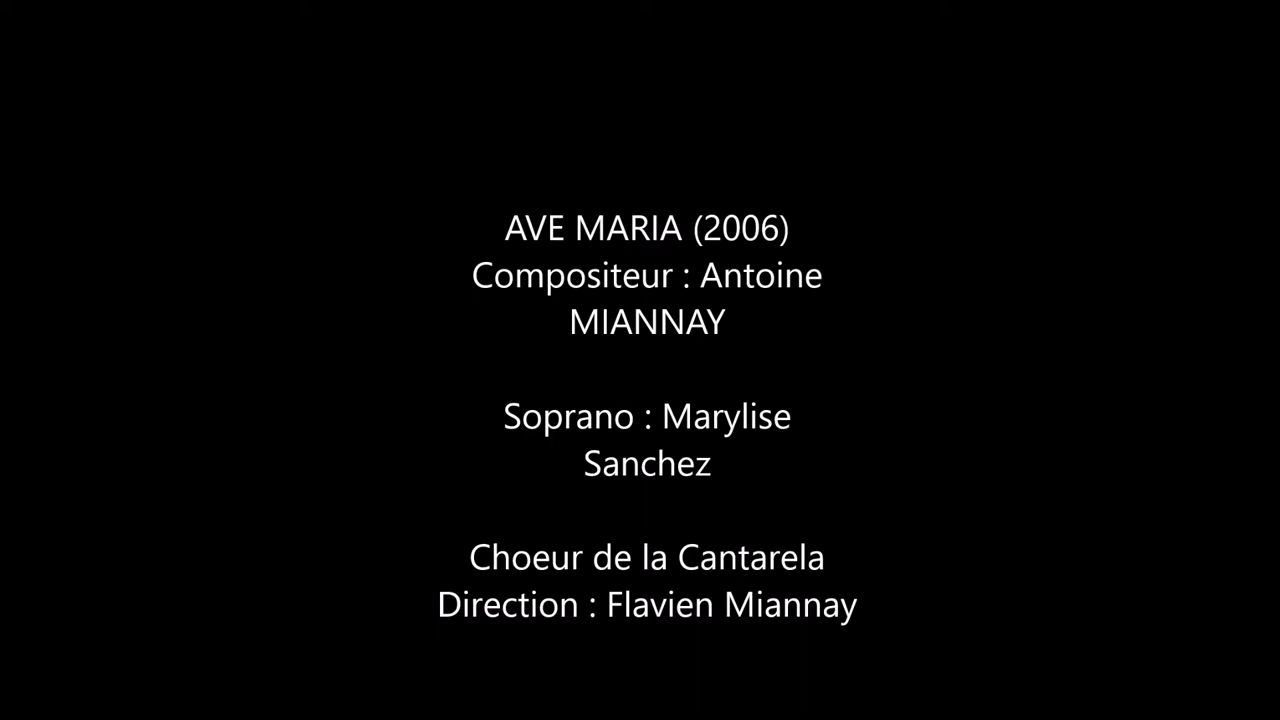 AVE MARIA (2006)
Compositeur : Antoine
MIANNAY
Soprano : Marylise
Sanchez
Choeur de la Cantarela
Direction : Flavien Miannay